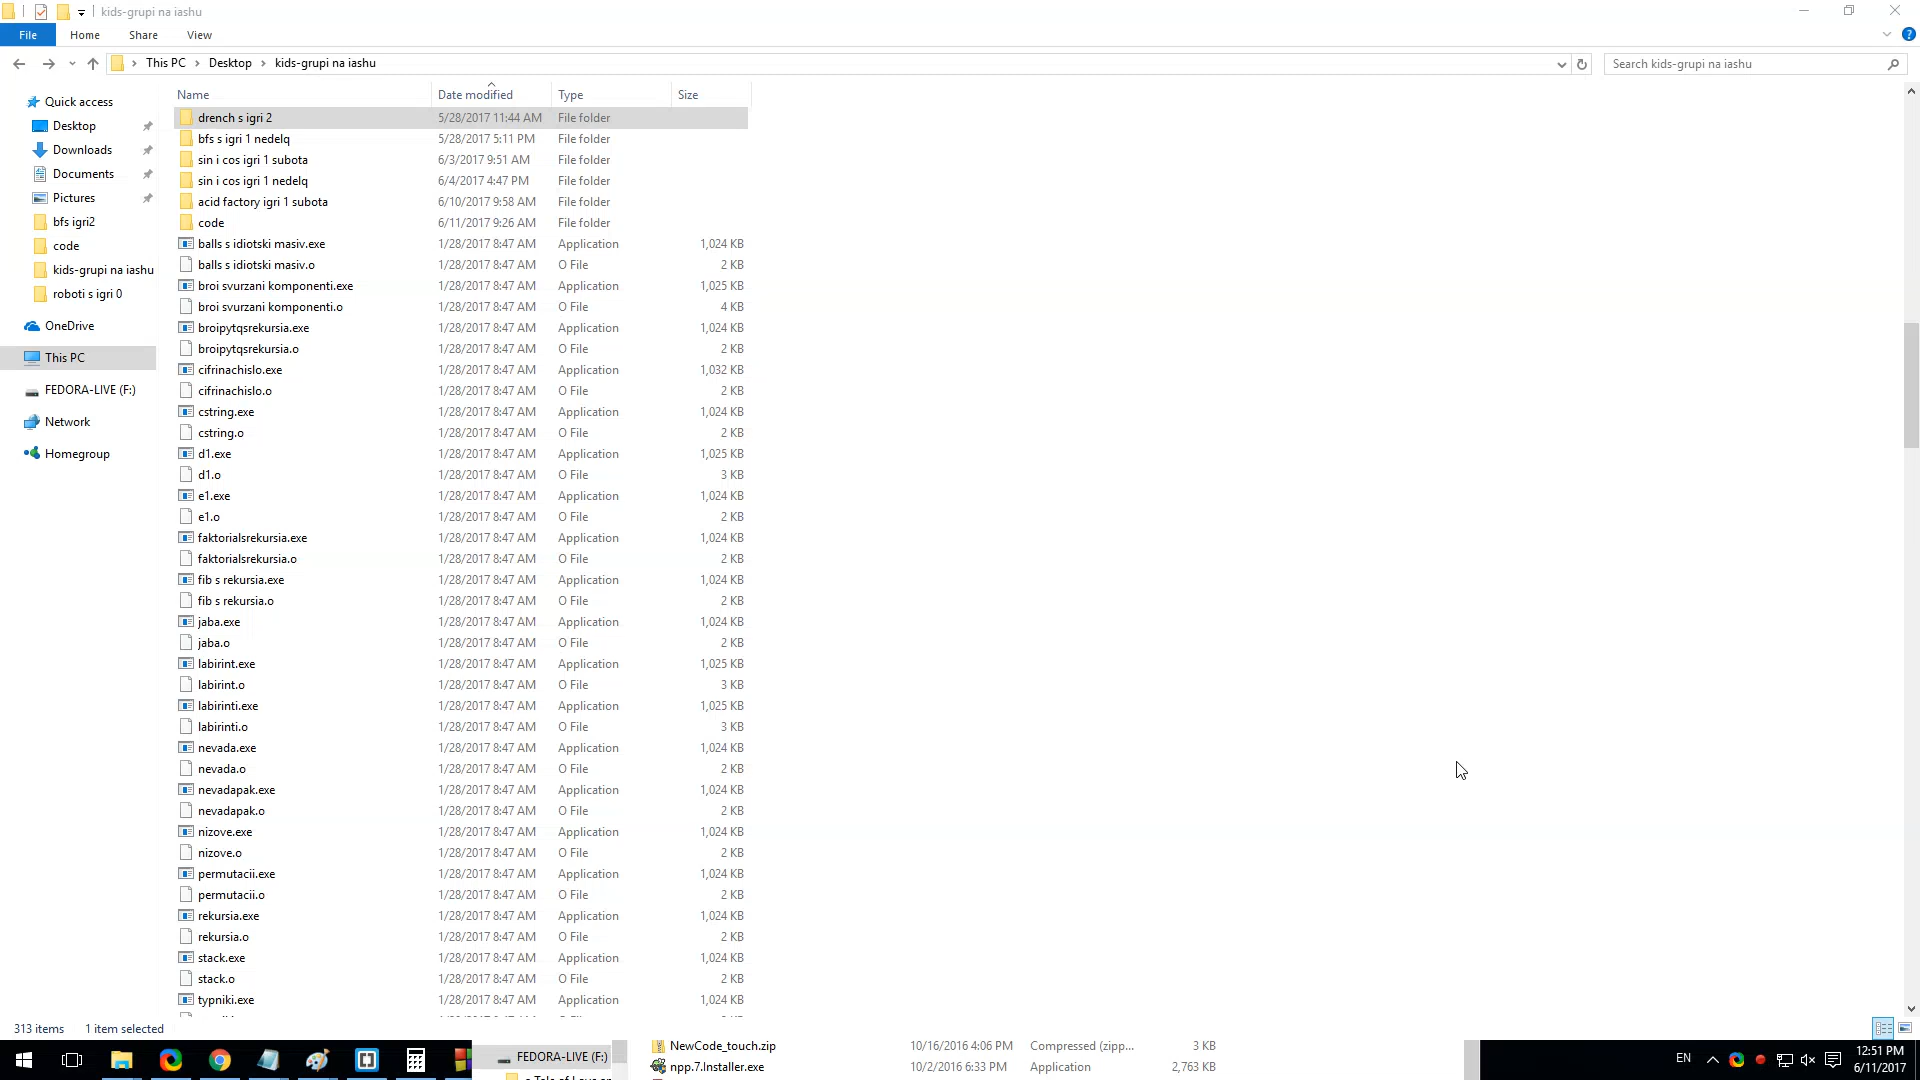 kids-grupi na iashu
File Home Share View
This PC Desktop kids-grupi na iashu Search kids-grupi na iashu
Name Date modified Type Size
Quick access
Desktop
Downloads
Documents
Pictures
bfs igri2
code
kids-grupi na iashu
roboti s igri 0
OneDrive
This PC
FEDORA-LIVE (F:)
Network
Homegroup
drench s igri 2 5/28/2017 11:44 AM File folder
bfs s igri 1 nedelq 5/28/2017 5:11 PM File folder
sin i cos igri 1 subota 6/3/2017 9:51 AM File folder
sin i cos igri 1 nedelq 6/4/2017 4:47 PM File folder
acid factory igri 1 subota 6/10/2017 9:58 AM File folder
code 6/11/2017 9:26 AM File folder
balls s idiotski masiv.exe 1/28/2017 8:47 AM Application 1,024 KB
balls s idiotski masiv.o 1/28/2017 8:47 AM O File 2 KB
broi svurzani komponenti.exe 1/28/2017 8:47 AM Application 1,025 KB
broi svurzani komponenti.o 1/28/2017 8:47 AM O File 4 KB
broipytqsrekursia.exe 1/28/2017 8:47 AM Application 1,024 KB
broipytqsrekursia.o 1/28/2017 8:47 AM O File 2 KB
cifrinachislo.exe 1/28/2017 8:47 AM Application 1,032 KB
cifrinachislo.o 1/28/2017 8:47 AM O File 2 KB
cstring.exe 1/28/2017 8:47 AM Application 1,024 KB
cstring.o 1/28/2017 8:47 AM O File 2 KB
d1.exe 1/28/2017 8:47 AM Application 1,025 KB
d1.o 1/28/2017 8:47 AM O File 3 KB
e1.exe 1/28/2017 8:47 AM Application 1,024 KB
e1.o 1/28/2017 8:47 AM O File 2 KB
faktorialsrekursia.exe 1/28/2017 8:47 AM Application 1,024 KB
faktorialsrekursia.o 1/28/2017 8:47 AM O File 2 KB
fib s rekursia.exe 1/28/2017 8:47 AM Application 1,024 KB
fib s rekursia.o 1/28/2017 8:47 AM O File 2 KB
jaba.exe 1/28/2017 8:47 AM Application 1,024 KB
jaba.o 1/28/2017 8:47 AM O File 2 KB
labirint.exe 1/28/2017 8:47 AM Application 1,025 KB
labirint.o 1/28/2017 8:47 AM O File 3 KB
labirinti.exe 1/28/2017 8:47 AM Application 1,025 KB
labirinti.o 1/28/2017 8:47 AM O File 3 KB
nevada.exe 1/28/2017 8:47 AM Application 1,024 KB
nevada.o 1/28/2017 8:47 AM O File 2 KB
nevadapak.exe 1/28/2017 8:47 AM Application 1,024 KB
nevadapak.o 1/28/2017 8:47 AM O File 2 KB
nizove.exe 1/28/2017 8:47 AM Application 1,024 KB
nizove.o 1/28/2017 8:47 AM O File 2 KB
permutacii.exe 1/28/2017 8:47 AM Application 1,024 KB
permutacii.o 1/28/2017 8:47 AM O File 2 KB
rekursia.exe 1/28/2017 8:47 AM Application 1,024 KB
rekursia.o 1/28/2017 8:47 AM O File 2 KB
stack.exe 1/28/2017 8:47 AM Application 1,024 KB
stack.o 1/28/2017 8:47 AM O File 2 KB
typniki.exe 1/28/2017 8:47 AM Application 1,024 KB
313 items 1 item selected
FEDORA-LIVE (F:)
NewCode_touch.zip 10/16/2016 4:06 PM Compressed (zipp... 3 KB
npp.7.Installer.exe 10/2/2016 6:33 PM Application 2,763 KB
EN
12:51 PM
6/11/2017